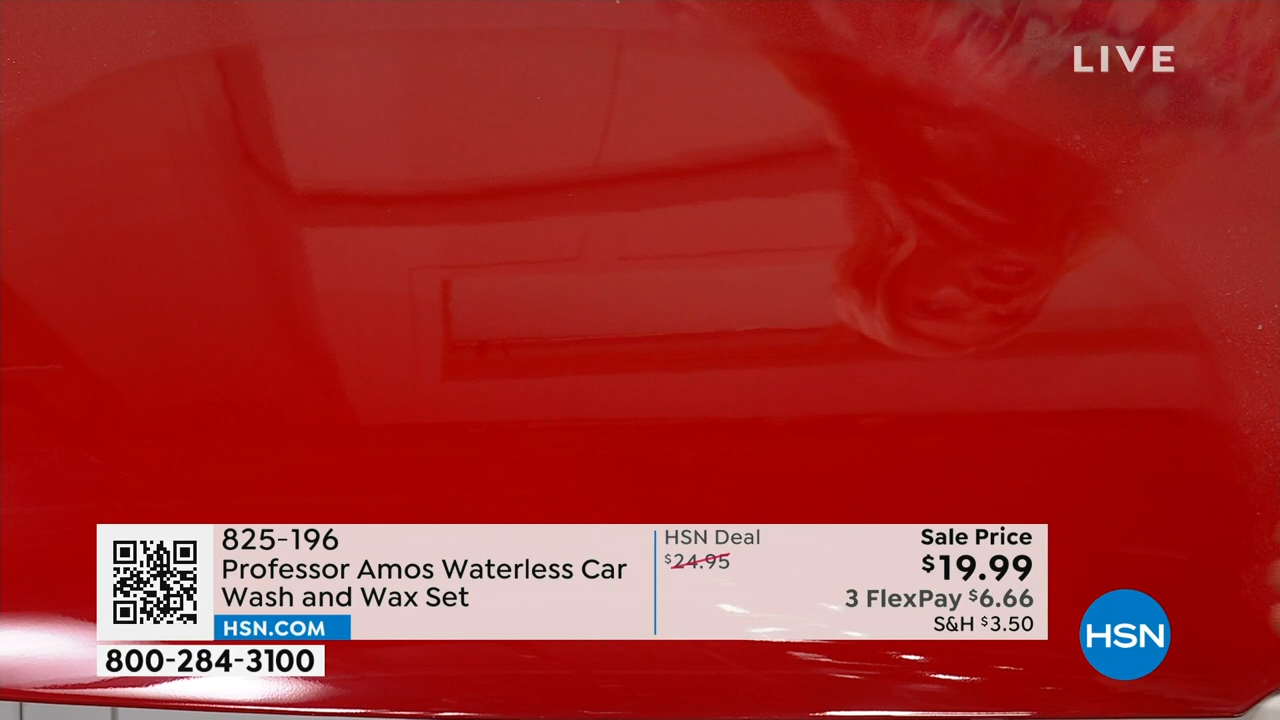 LIVE
825-196
Professor Amos Waterless Car
Wash and Wax Set
HSN.COM
800-284-3100
HSN Deal
$24.95
Sale Price
$19.99
3 FlexPay $6.66
S&H $3.50
HSN